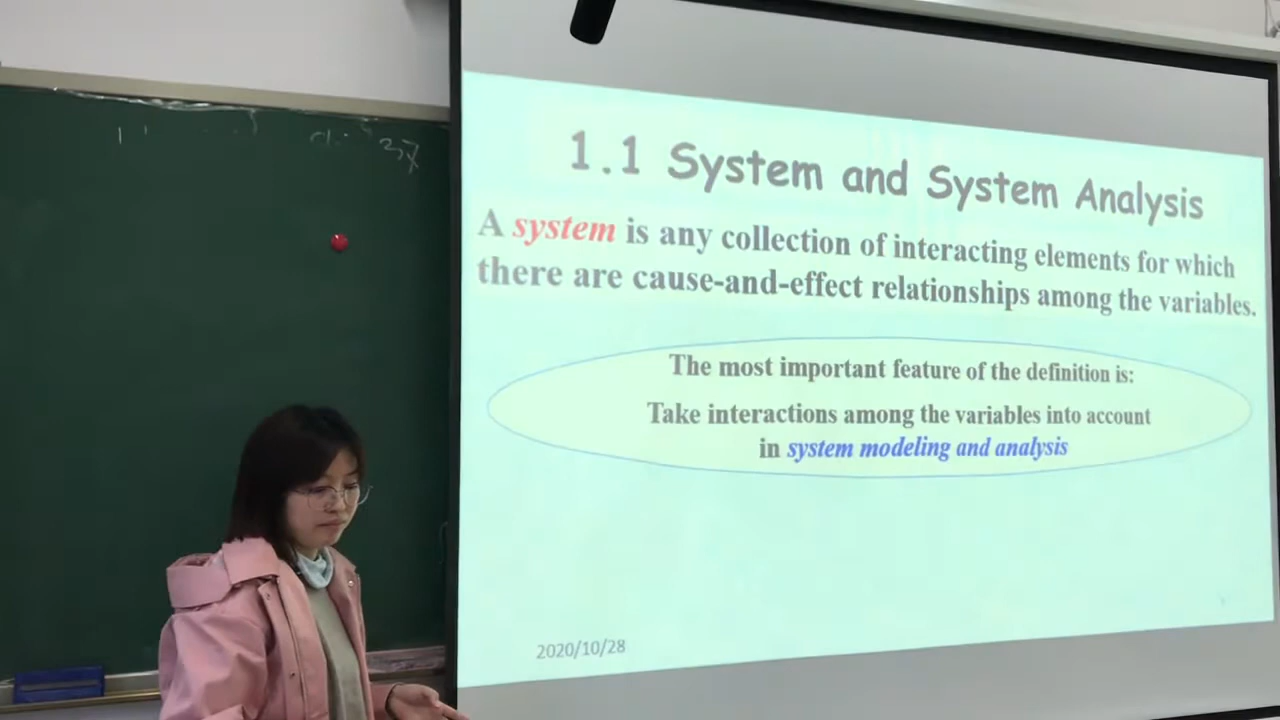 1.1 System and System Analysis
A system is any collection of interacting elements for which
there are cause-and-effect relationships among the variables.
The most important feature of the definition is:
Take interactions among the variables into account
in system modeling and analysis
2020/10/28